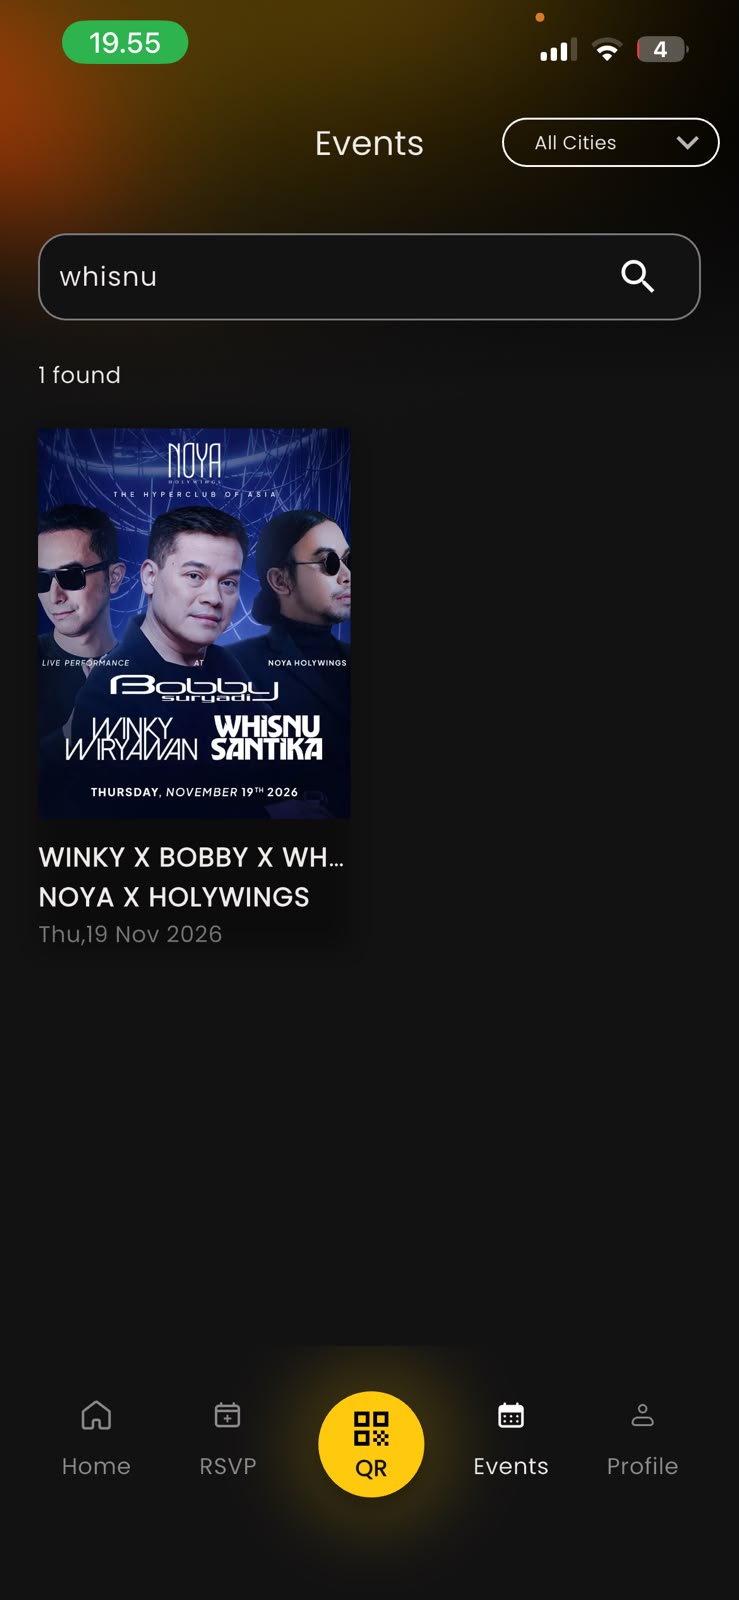 19.55
4
Events
All Cities
whisnu
1 found
NOYA
HOLYWINGS
THE HYPERCLUB OF ASIA
LIVE PERFORMANCE AT NOYA HOLYWINGS
Bobby
suryadi
WINKY
WIRYAWAN
WHISNU
SANTIKA
THURSDAY, NOVEMBER 19TH 2026
WINKY X BOBBY X WH...
NOYA X HOLYWINGS
Thu,19 Nov 2026
Home
RSVP
QR
Events
Profile